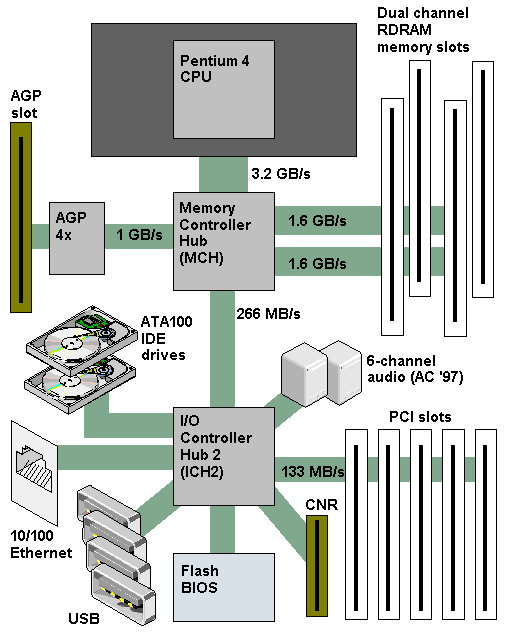 Dual channel
RDRAM
memory slots
Pentium 4
CPU
AGP
slot
3.2 GB/s
AGP
4x
1 GB/s
Memory
Controller
Hub
(MCH)
1.6 GB/s
1.6 GB/s
266 MB/s
ATA100
IDE
drives
6-channel
audio (AC '97)
I/O
Controller
Hub 2
(ICH2)
PCI slots
133 MB/s
10/100
Ethernet
CNR
Flash
BIOS
USB